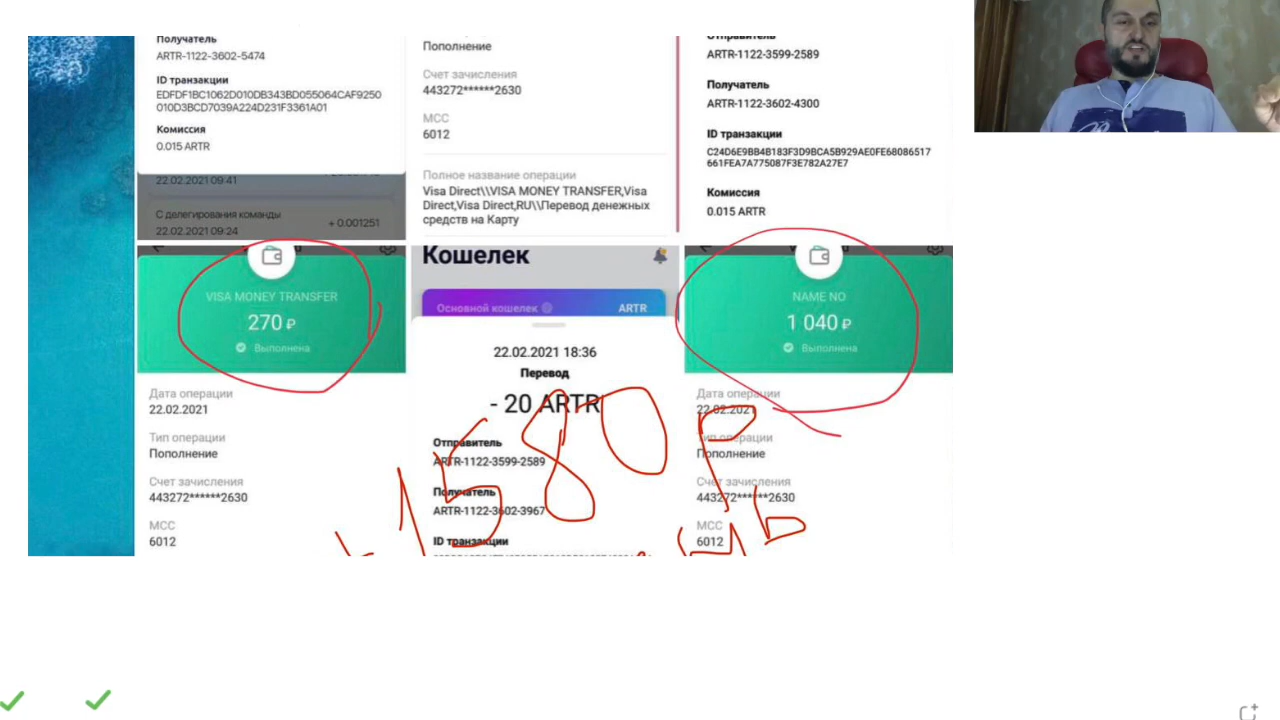 Получатель
ARTR-1122-3602-5474
ID транзакции
EDFDF1BC1062D010DB343BD055064CAF9250
010D3BCD7039A224D231F3361A01
Комиссия
0.015 ARTR
22.02.2021 09:41
С делегирования команды
+ 0.001251
22.02.2021 09:24
Пополнение
Счет зачисления
443272******2630
MCC
6012
Полное название операции
Visa Direct\\VISA MONEY TRANSFER,Visa
Direct,Visa Direct,RU\\Перевод денежных
средств на Карту
Отправитель
ARTR-1122-3599-2589
Получатель
ARTR-1122-3602-4300
ID транзакции
C24D6E9BB4B183F3D9BCA5B929AE0FE68086517
661FEA7A775087F3E782A27E7
Комиссия
0.015 ARTR
VISA MONEY TRANSFER
270 ₽
Выполнена
Дата операции
22.02.2021
Тип операции
Пополнение
Счет зачисления
443272******2630
MCC
6012
Кошелек
Основной кошелек
ARTR
22.02.2021 18:36
Перевод
- 20 ARTR
Отправитель
ARTR-1122-3599-2589
Получатель
ARTR-1122-3602-3967
ID транзакции
NAME NO
1 040 ₽
Выполнена
Дата операции
22.02.2021
Тип операции
Пополнение
Счет зачисления
443272******2630
MCC
6012
+ 1580 р